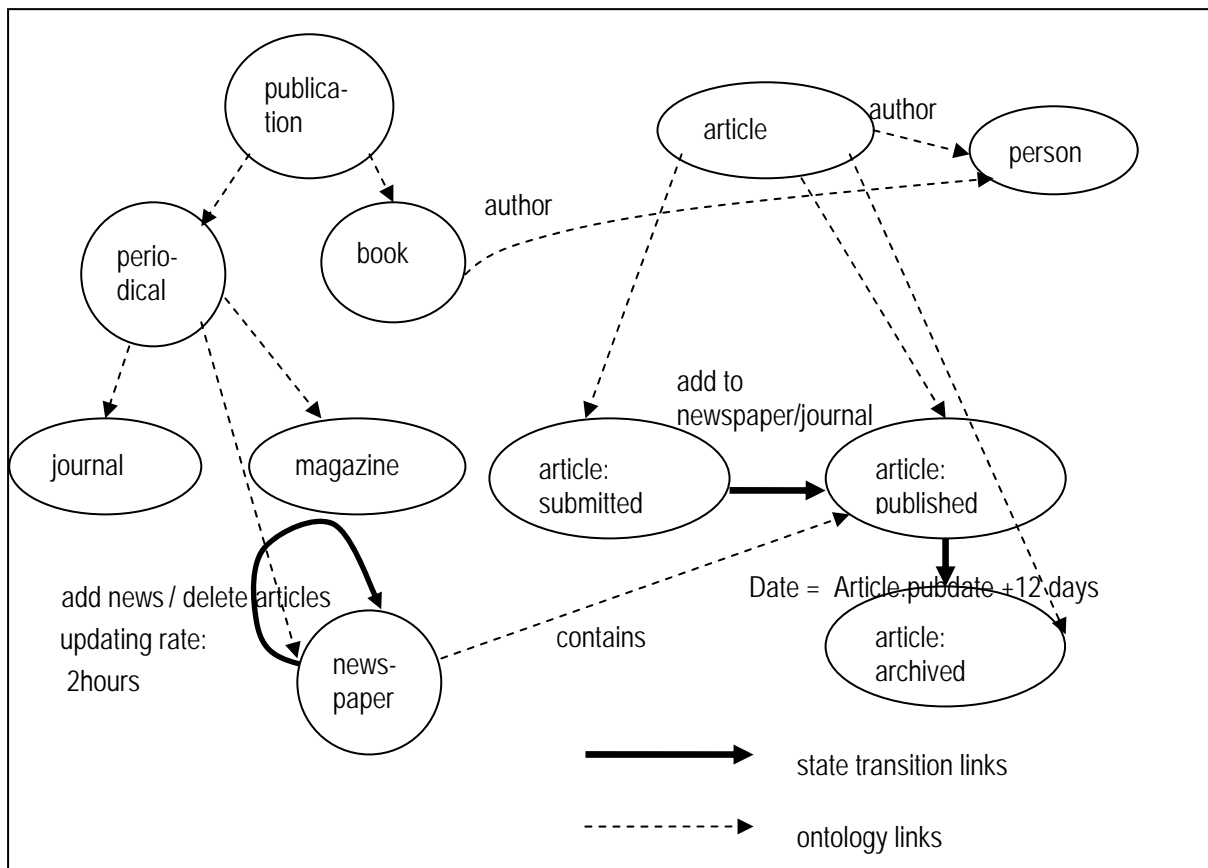 publica-
tion
article
author
person
author
book
perio-
dical
add to
newspaper/journal
journal
magazine
article:
submitted
article:
published
add news / delete articles
updating rate:
2hours
Date = Article.pubdate +12 days
contains
news-
paper
article:
archived
state transition links
ontology links